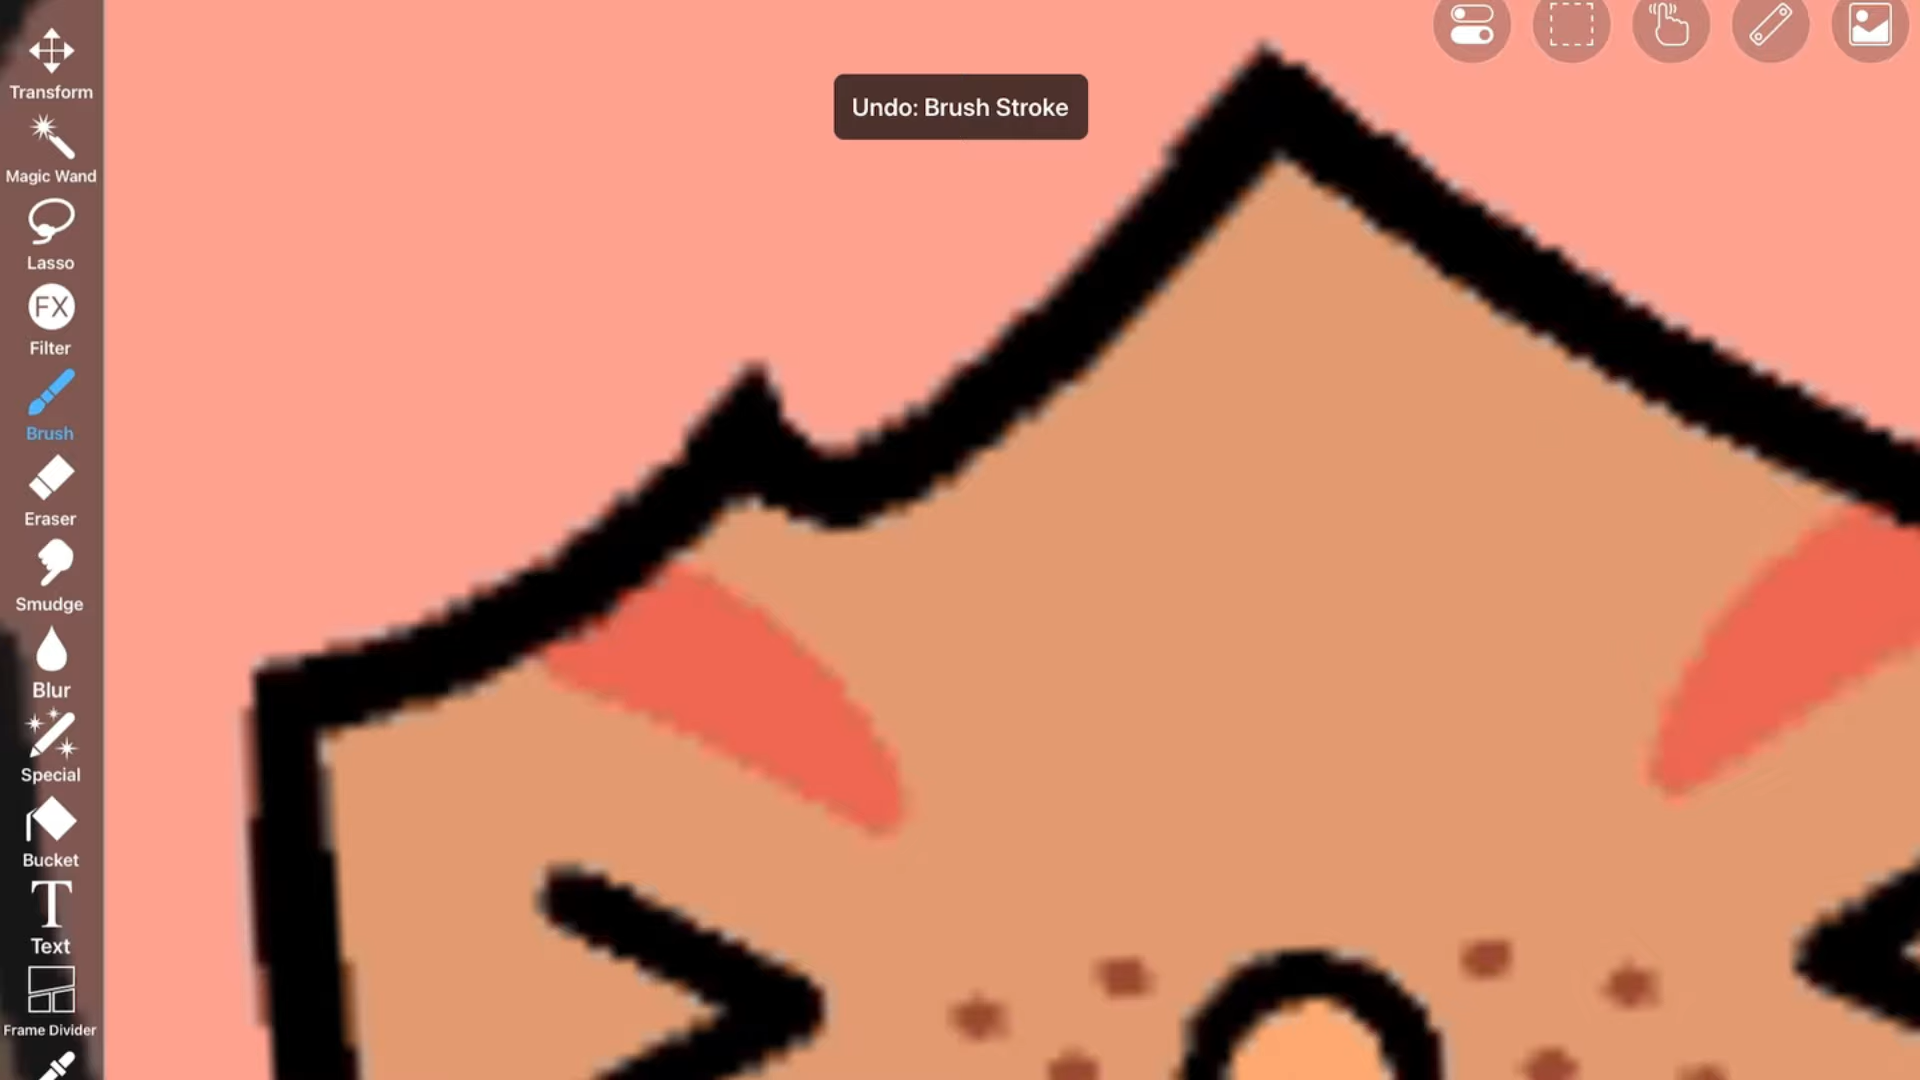 Transform
Magic Wand
Lasso
FX
Filter
Brush
Eraser
Smudge
Blur
Special
Bucket
T
Text
Frame Divider
Undo: Brush Stroke